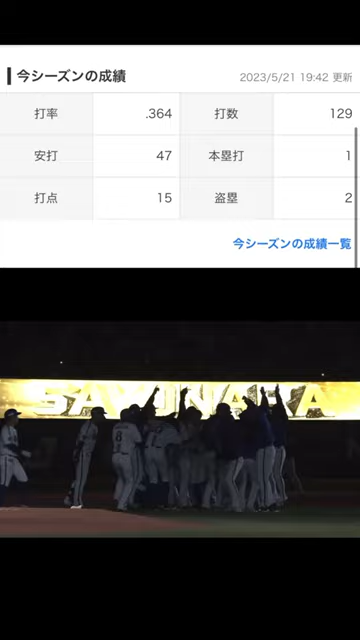 今シーズンの成績 2023/5/21 19:42 更新
打率 .364 打数 129
安打 47 本塁打 1
打点 15 盗塁 2
今シーズンの成績一覧
SAYONARA
8